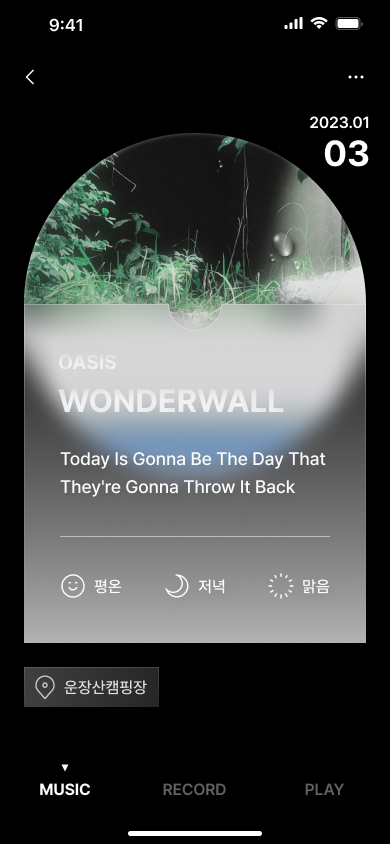 9:41
2023.01
03
OASIS
WONDERWALL
Today Is Gonna Be The Day That
They're Gonna Throw It Back
평온 저녁 맑음
운장산캠핑장
MUSIC RECORD PLAY